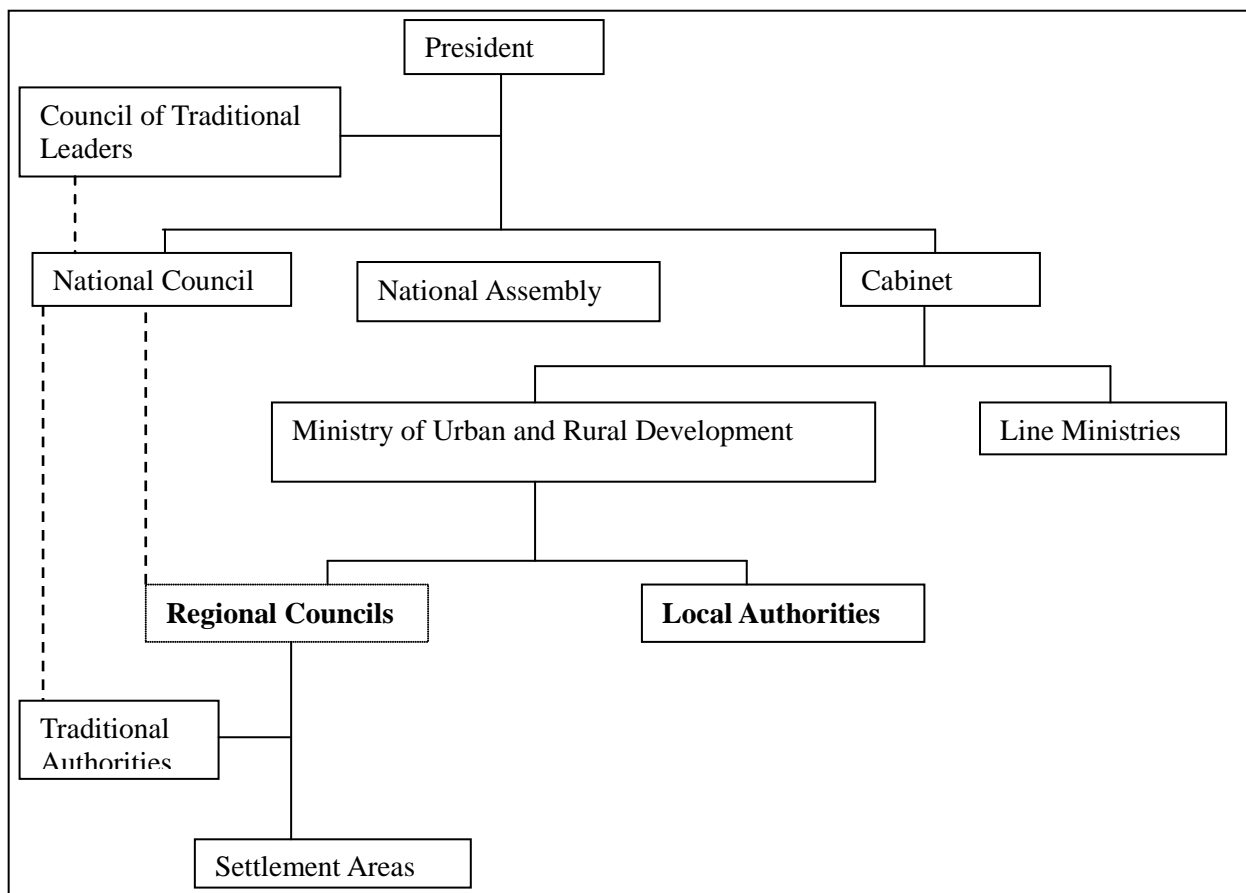 President
Council of Traditional
Leaders
National Council
National Assembly
Cabinet
Ministry of Urban and Rural Development
Line Ministries
Regional Councils
Local Authorities
Traditional
Authorities
Settlement Areas